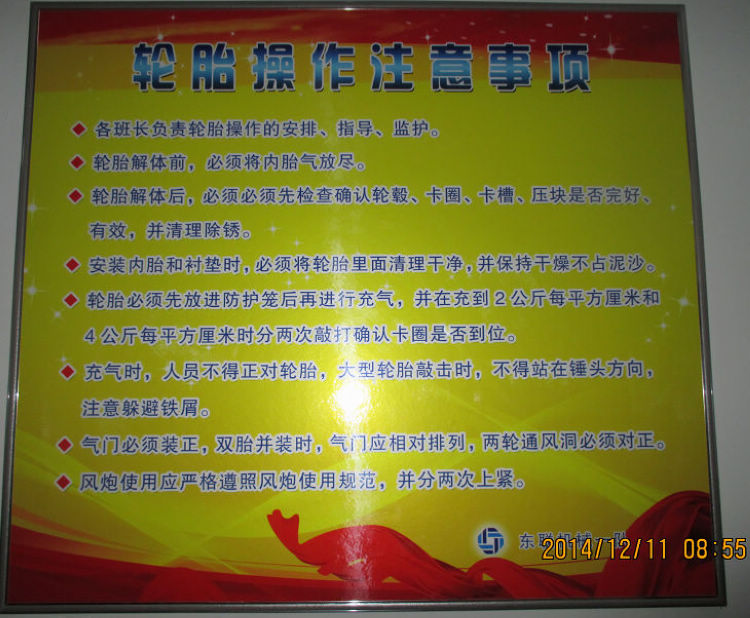 轮胎操作注意事项
各班长负责轮胎操作的安排、指导、监护。
轮胎解体前，必须将内胎气放尽。
轮胎解体后，必须必须先检查确认轮毂、卡圈、卡槽、压块是否完好、
有效，并清理除锈。
安装内胎和衬垫时，必须将轮胎里面清理干净，并保持干燥不占泥沙。
轮胎必须先放进防护笼后再进行充气，并在充到2公斤每平方厘米和
4公斤每平方厘米时分两次敲打确认卡圈是否到位。
充气时，人员不得正对轮胎，大型轮胎敲击时，不得站在锤头方向，
注意躲避铁屑。
气门必须装正，双胎并装时，气门应相对排列，两轮通风洞必须对正。
风炮使用应严格遵照风炮使用规范，并分两次上紧。
东联机械一队
2014/12/11 08:55